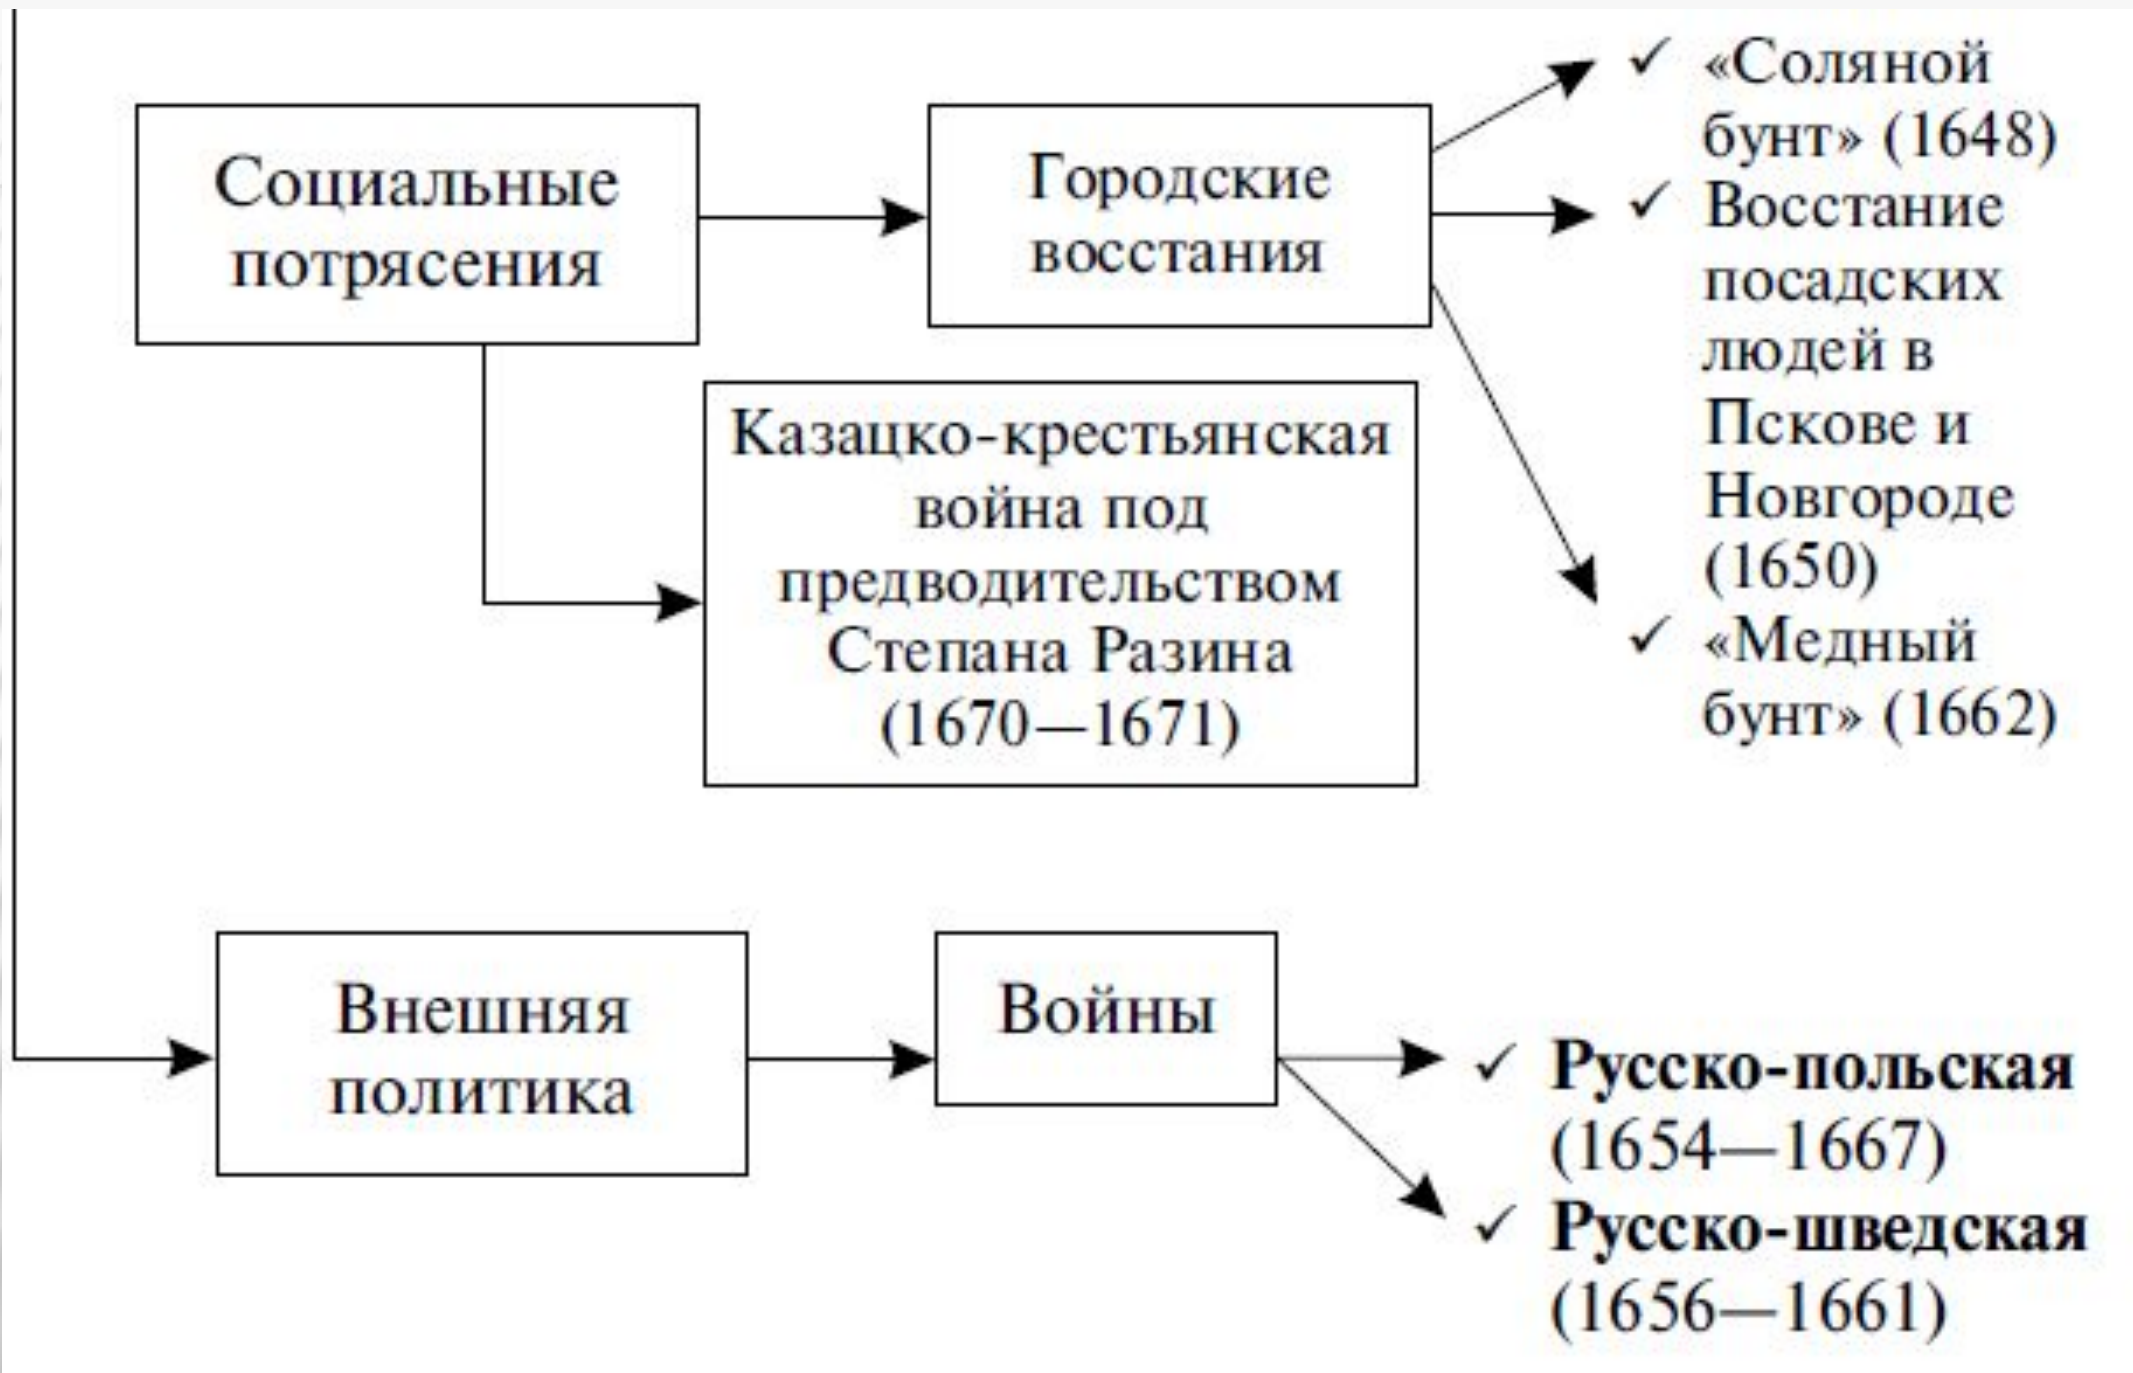 Социальные
потрясения
Городские
восстания
✓ «Соляной
бунт» (1648)
✓ Восстание
посадских
людей в
Пскове и
Новгороде
(1650)
✓ «Медный
бунт» (1662)
Казацко-крестьянская
война под
предводительством
Степана Разина
(1670—1671)
Внешняя
политика
Войны
✓ Русско-польская
(1654—1667)
✓ Русско-шведская
(1656—1661)